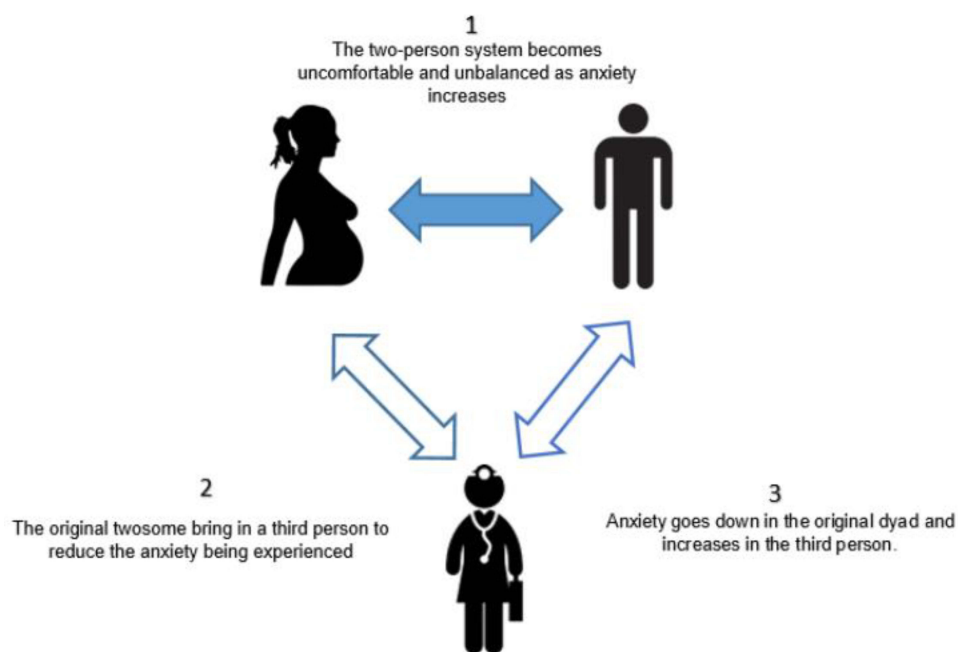 1
The two-person system becomes
uncomfortable and unbalanced as anxiety
increases
2
The original twosome bring in a third person to
reduce the anxiety being experienced
3
Anxiety goes down in the original dyad and
increases in the third person.